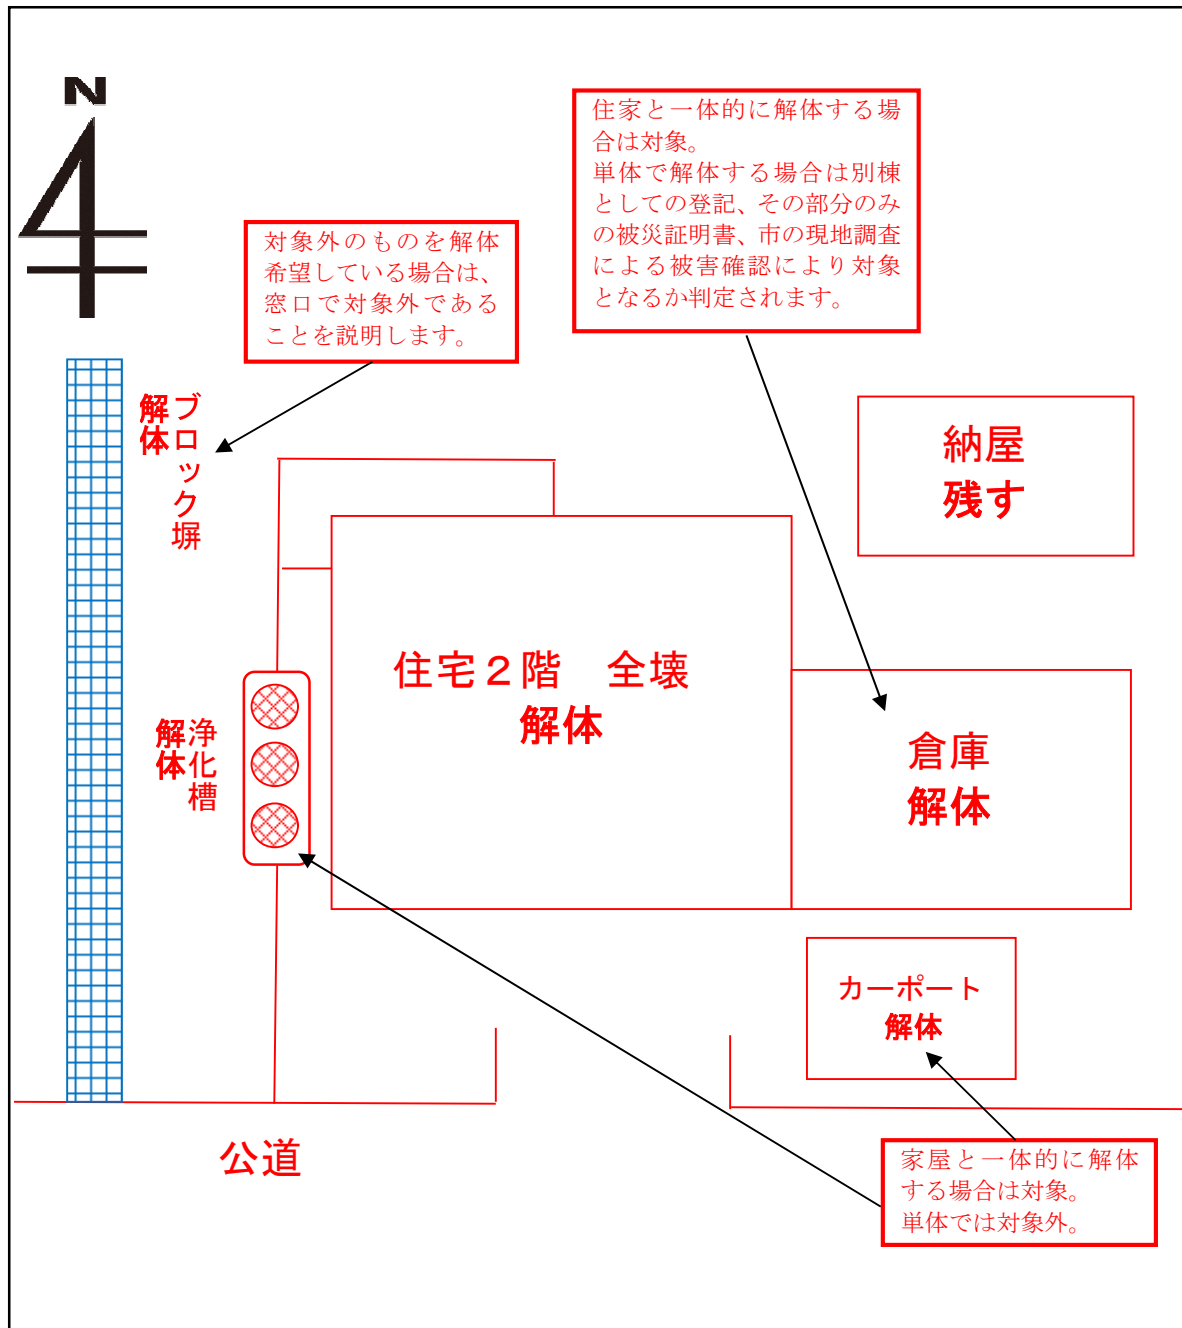 N
住家と一体的に解体する場
合は対象。
単体で解体する場合は別棟
としての登記、その部分のみ
の被災証明書、市の現地調査
による被害確認により対象
となるか判定されます。
対象外のものを解体
希望している場合は、
窓口で対象外である
ことを説明します。
ブロック塀
解体
納屋
残す
住宅２階　全壊
解体
浄化槽
解体
倉庫
解体
カーポート
解体
公道
家屋と一体的に解体
する場合は対象。
単体では対象外。